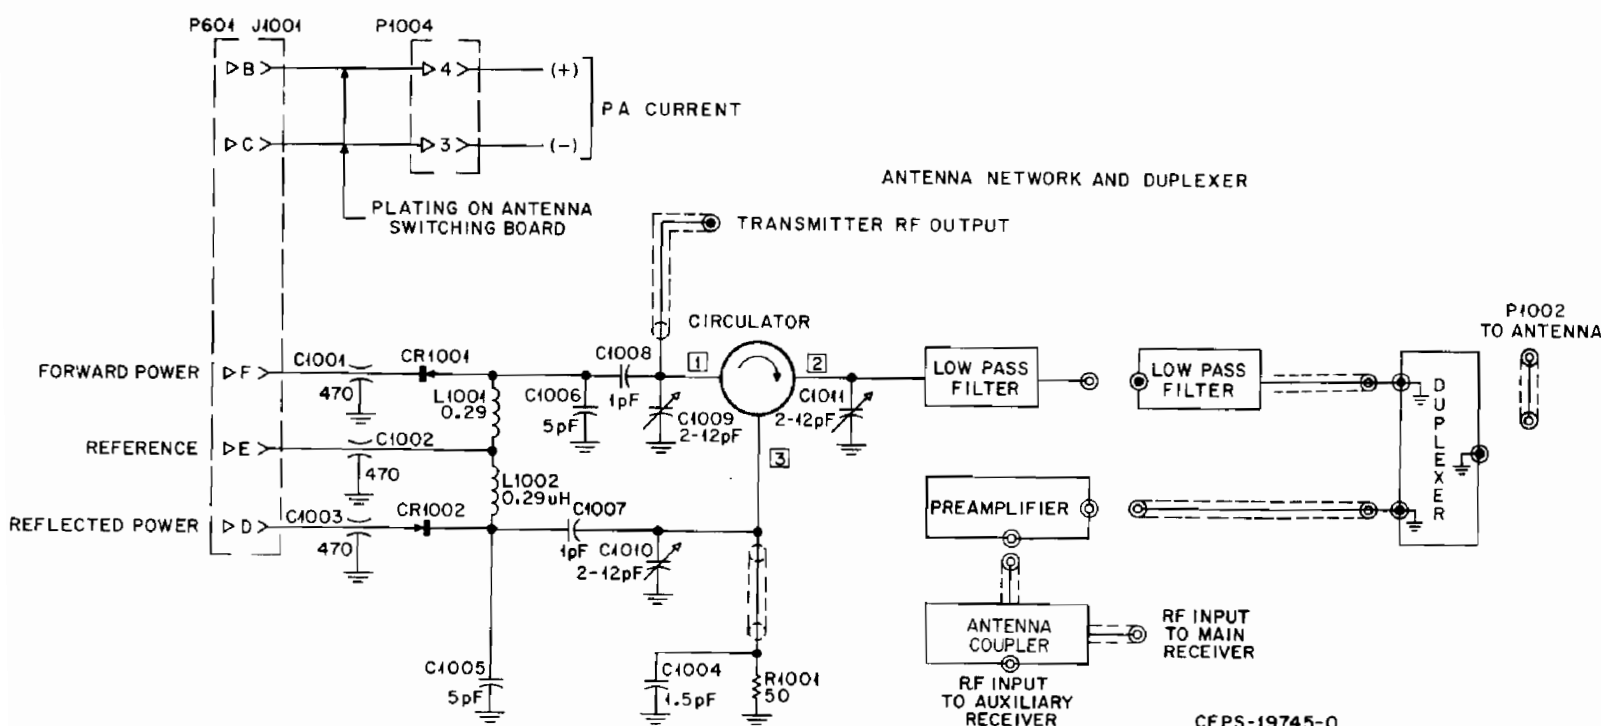 P601 J1001
P1004
B
4
(+)
PA CURRENT
C
3
(-)
PLATING ON ANTENNA
SWITCHING BOARD
ANTENNA NETWORK AND DUPLEXER
TRANSMITTER RF OUTPUT
P1002
TO ANTENNA
CIRCULATOR
FORWARD POWER
F
C1001
470
CR1001
L1001
0.29
C1006
5pF
C1008
1pF
C1009
2-12pF
1
2
C1011
2-12pF
LOW PASS
FILTER
LOW PASS
FILTER
DUPLEXER
REFERENCE
E
C1002
470
3
L1002
0.29uH
REFLECTED POWER
D
C1003
470
CR1002
C1007
1pF
C1010
2-12pF
PREAMPLIFIER
ANTENNA
COUPLER
RF INPUT
TO MAIN
RECEIVER
C1005
5pF
C1004
1.5pF
R1001
50
RF INPUT
TO AUXILIARY
RECEIVER
CEPS-19745-0